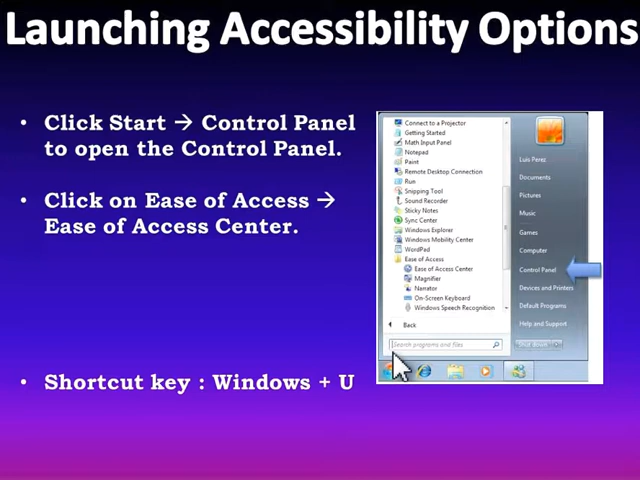 Launching Accessibility Options
• Click Start → Control Panel
to open the Control Panel.
• Click on Ease of Access →
Ease of Access Center.
• Shortcut key : Windows + U
Connect to a Projector
Getting Started
Math Input Panel
Notepad
Paint
Remote Desktop Connection
Run
Snipping Tool
Sound Recorder
Sticky Notes
Sync Center
Windows Explorer
Windows Mobility Center
WordPad
Ease of Access
Ease of Access Center
Magnifier
Narrator
On-Screen Keyboard
Windows Speech Recognition
Back
Search programs and files
Luis Perez
Documents
Pictures
Music
Games
Computer
Control Panel
Devices and Printers
Default Programs
Help and Support
Shut down